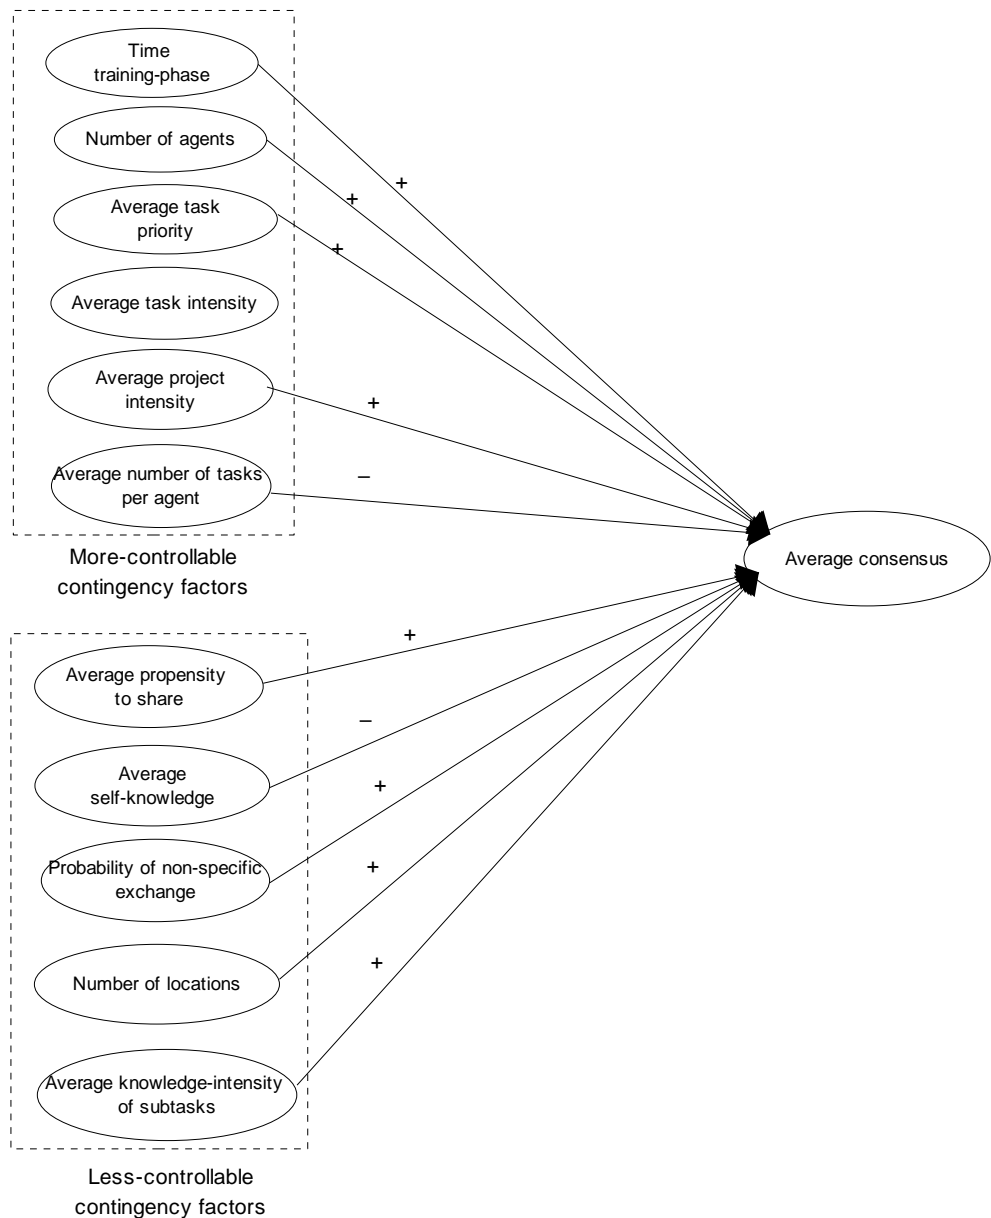 Time
training-phase
Number of agents
+
+
Average task
priority
+
Average task intensity
Average project
intensity
+
Average number of tasks
per agent
–
More-controllable
contingency factors
Average consensus
+
Average propensity
to share
–
Average
self-knowledge
+
Probability of non-specific
exchange
+
Number of locations
+
Average knowledge-intensity
of subtasks
Less-controllable
contingency factors